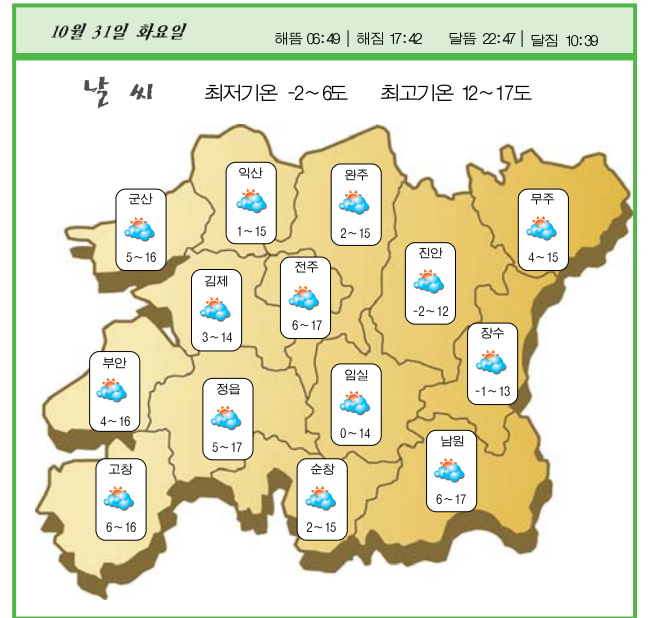 10월 31일 화요일
해뜸 06:49 | 해짐 17:42 달뜸 22:47 | 달짐 10:39
날 씨 최저기온 -2~6도 최고기온 12~17도
익산
1~15
완주
2~15
군산
5~16
무주
4~15
진안
-2~12
전주
6~17
김제
3~14
장수
-1~13
부안
4~16
임실
0~14
정읍
5~17
남원
6~17
고창
6~16
순창
2~15